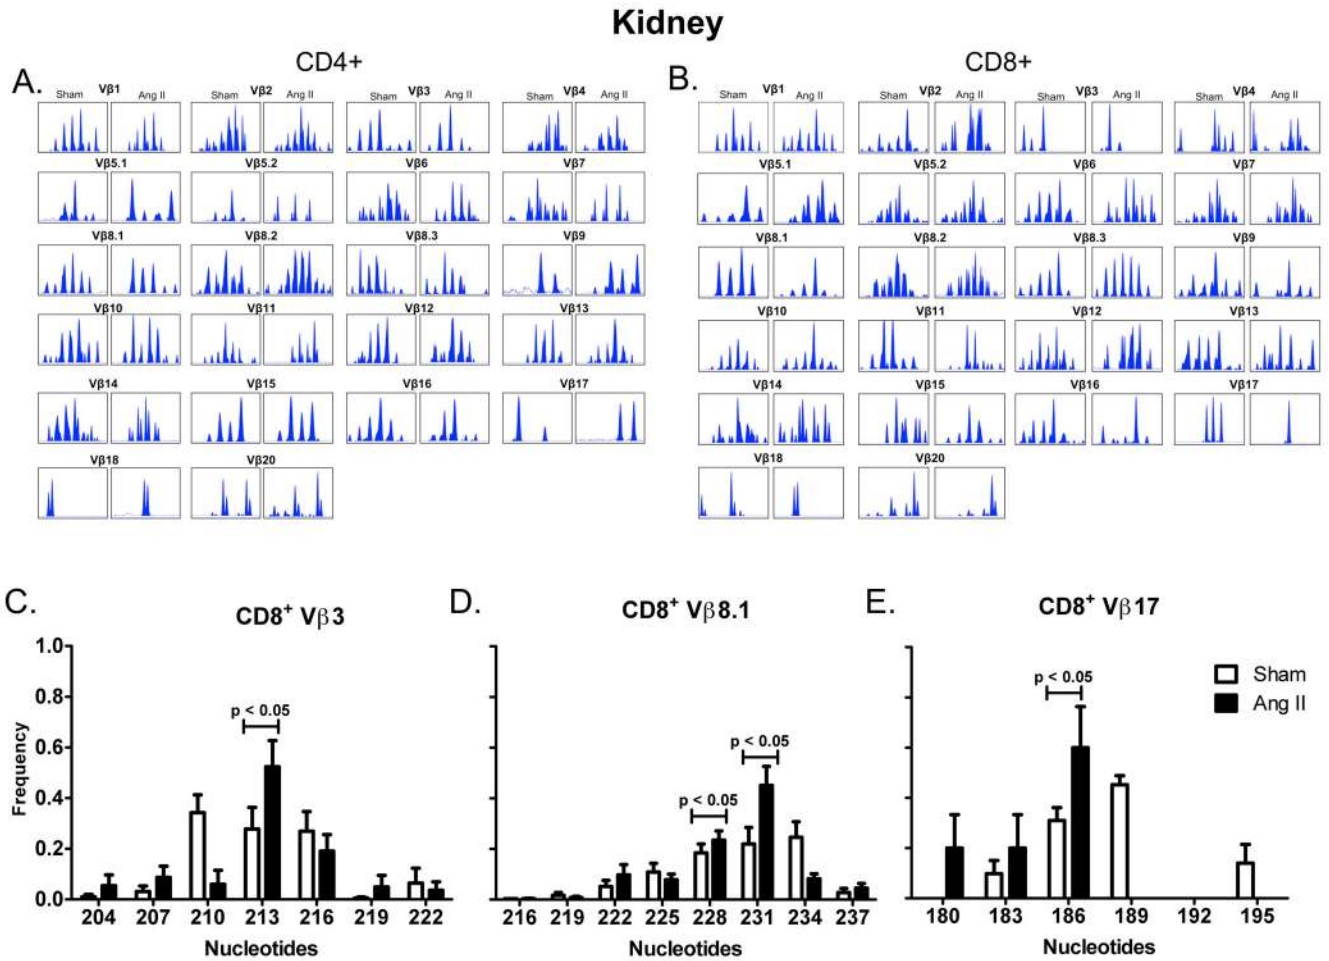 Kidney
CD4+
A.
Vβ1 Vβ2 Vβ3 Vβ4
Sham Ang II Sham Ang II Sham Ang II Sham Ang II
Vβ5.1 Vβ5.2 Vβ6 Vβ7
Vβ8.1 Vβ8.2 Vβ8.3 Vβ9
Vβ10 Vβ11 Vβ12 Vβ13
Vβ14 Vβ15 Vβ16 Vβ17
Vβ18 Vβ20
CD8+
B.
Vβ1 Vβ2 Vβ3 Vβ4
Sham Ang II Sham Ang II Sham Ang II Sham Ang II
Vβ5.1 Vβ5.2 Vβ6 Vβ7
Vβ8.1 Vβ8.2 Vβ8.3 Vβ9
Vβ10 Vβ11 Vβ12 Vβ13
Vβ14 Vβ15 Vβ16 Vβ17
Vβ18 Vβ20
C.
CD8+ Vβ3
Frequency
1.0
0.8
0.6
0.4
0.2
0.0
p < 0.05
204 207 210 213 216 219 222
Nucleotides
D.
CD8+ Vβ8.1
p < 0.05
p < 0.05
216 219 222 225 228 231 234 237
Nucleotides
E.
CD8+ Vβ17
p < 0.05
Sham
Ang II
180 183 186 189 192 195
Nucleotides